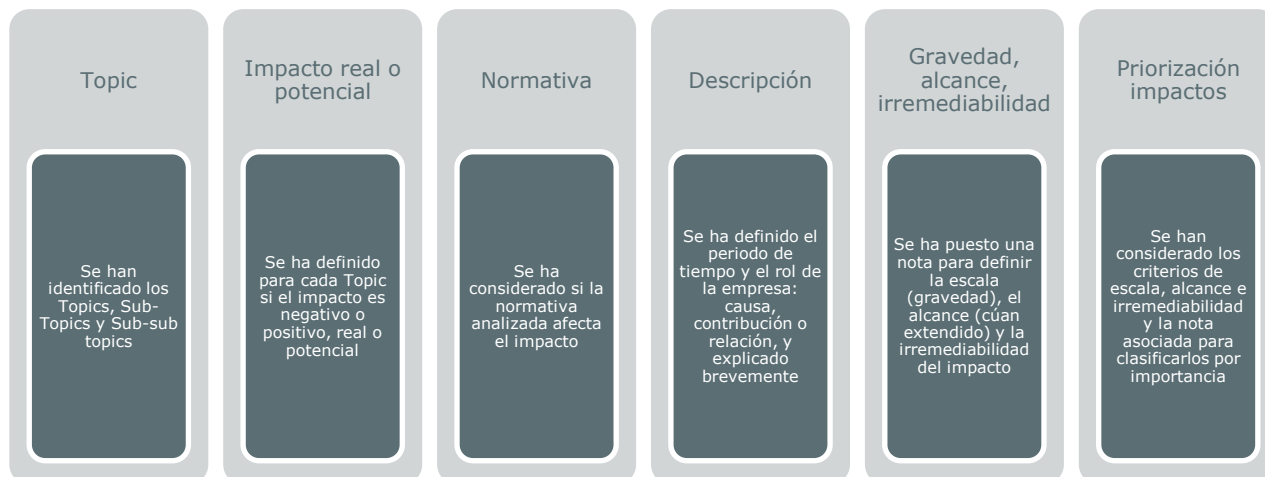 Topic
Se han
identificado los
Topics, Sub-
Topics y Sub-sub
topics
Impacto real o
potencial
Se ha definido
para cada Topic
si el impacto es
negativo o
positivo, real o
potencial
Normativa
Se ha
considerado si la
normativa
analizada afecta
el impacto
Descripción
Se ha definido el
periodo de
tiempo y el rol de
la empresa:
causa,
contribución o
relación, y
explicado
brevemente
Gravedad,
alcance,
irremediabilidad
Se ha puesto una
nota para definir
la escala
(gravedad), el
alcance (cúan
extendido) y la
irremediabilidad
del impacto
Priorización
impactos
Se han
considerado los
criterios de
escala, alcance e
irremediabilidad
y la nota
asociada para
clasificarlos por
importancia